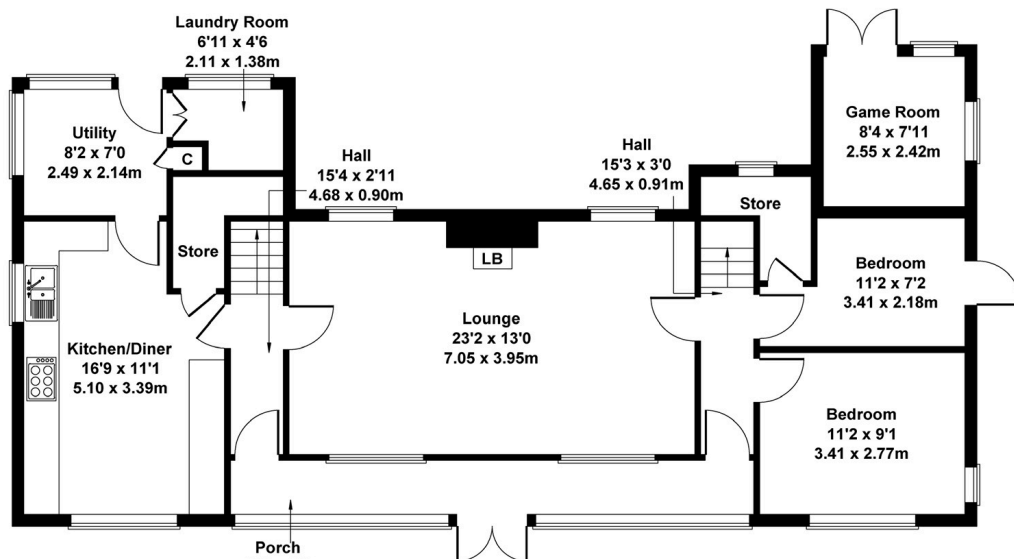 Laundry Room
6'11 x 4'6
2.11 x 1.38m
Utility
8'2 x 7'0
2.49 x 2.14m
C
Hall
15'4 x 2'11
4.68 x 0.90m
Hall
15'3 x 3'0
4.65 x 0.91m
Game Room
8'4 x 7'11
2.55 x 2.42m
Store
Store
LB
Bedroom
11'2 x 7'2
3.41 x 2.18m
Lounge
23'2 x 13'0
7.05 x 3.95m
Kitchen/Diner
16'9 x 11'1
5.10 x 3.39m
Bedroom
11'2 x 9'1
3.41 x 2.77m
Porch